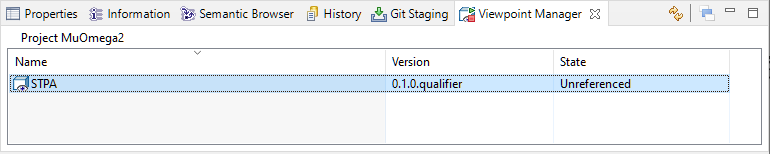 Properties Information Semantic Browser History Git Staging Viewpoint Manager
Project MuOmega2
Name Version State
STPA 0.1.0.qualifier Unreferenced